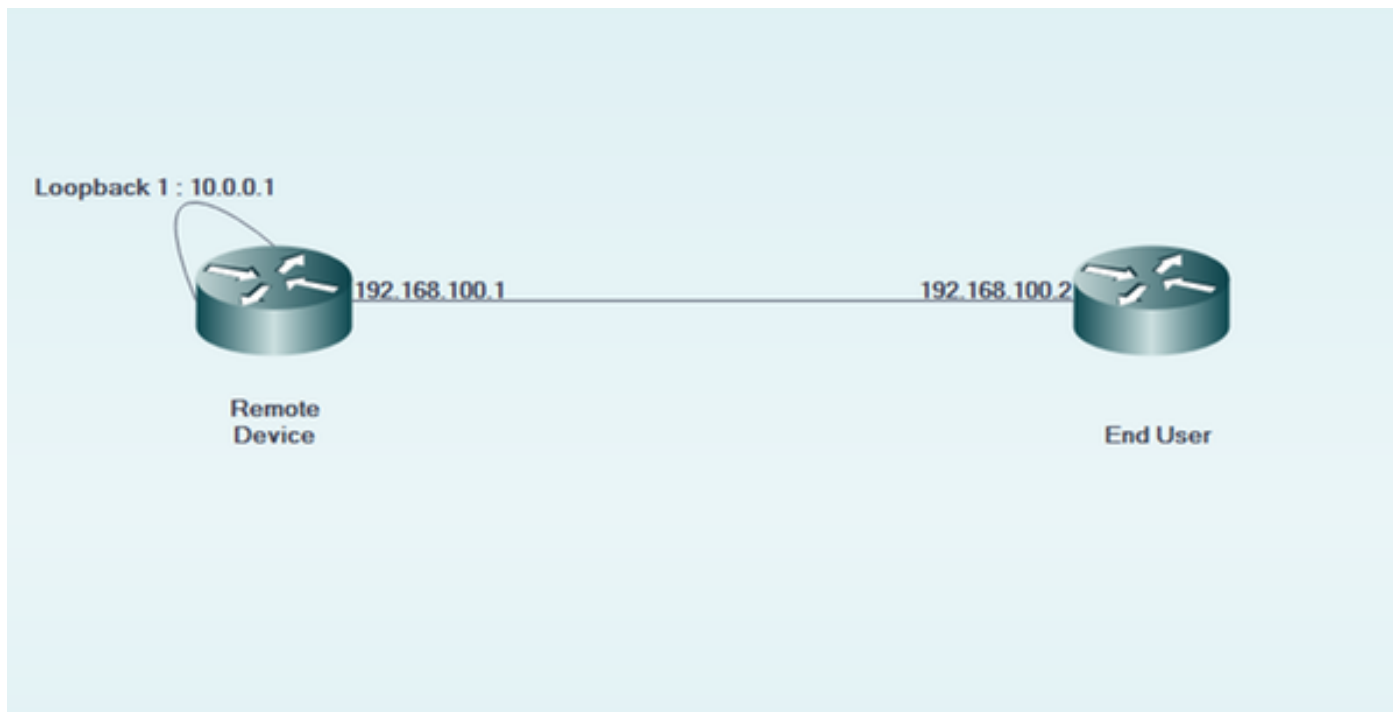 Loopback 1 : 10.0.0.1
192.168.100.1
192.168.100.2
Remote
Device
End User